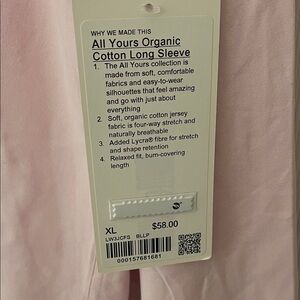 WHY WE MADE THIS
All Yours Organic
Cotton Long Sleeve
1. The All Yours collection is
made from soft, comfortable
fabrics and easy-to-wear
silhouettes that feel amazing
and go with just about
everything
2. Soft, organic cotton jersey
fabric is four-way stretch and
naturally breathable
3. Added Lycra® fibre for stretch
and shape retention
4. Relaxed fit, bum-covering
length
XL $58.00
LW3JCFS BLLP
000157681681